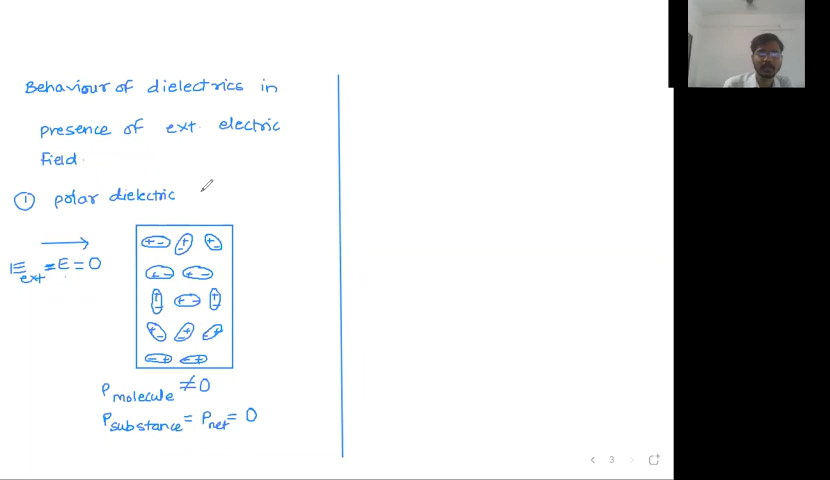 Behaviour of dielectrics in
presence of ext. electric
Field.
① polar dielectric
E_ext = E = 0
+ - + - + -
+ - + -
+ - + - + -
+ - - + - +
- + - +
P_molecule ≠ 0
P_substance = P_net = 0
< 3 >